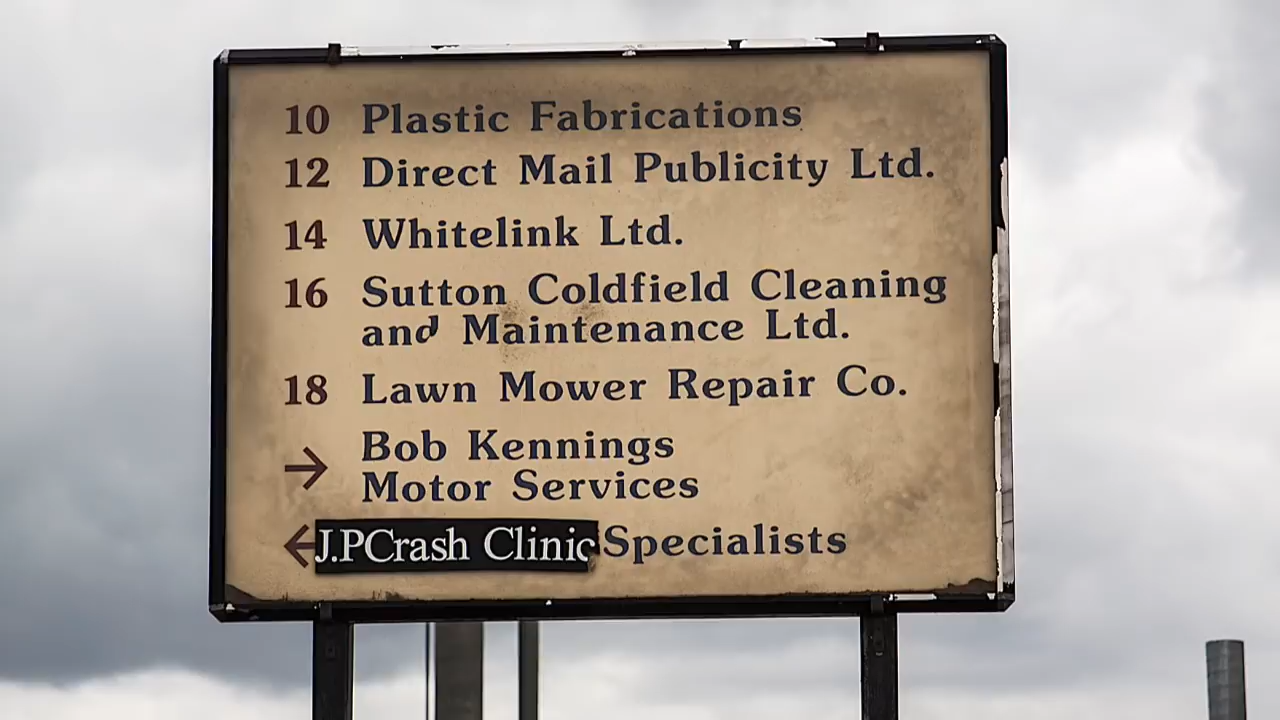 10 Plastic Fabrications
12 Direct Mail Publicity Ltd.
14 Whitelink Ltd.
16 Sutton Coldfield Cleaning
and Maintenance Ltd.
18 Lawn Mower Repair Co.
→ Bob Kennings
Motor Services
← J.PCrash Clinic Specialists